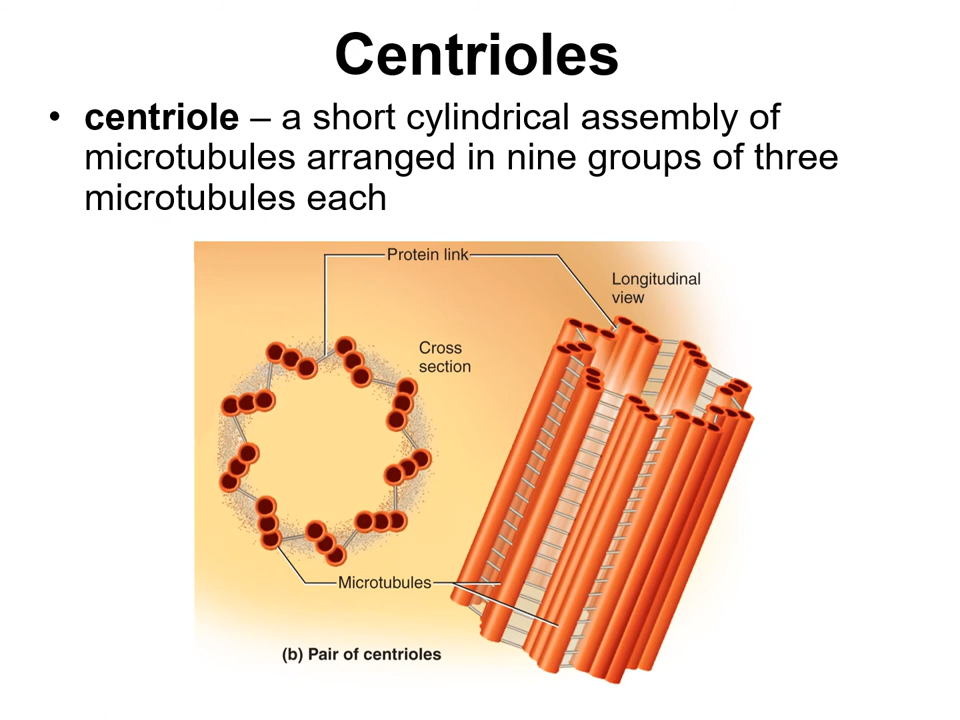 Centrioles
• centriole – a short cylindrical assembly of
microtubules arranged in nine groups of three
microtubules each
Protein link
Longitudinal
view
Cross
section
Microtubules
(b) Pair of centrioles